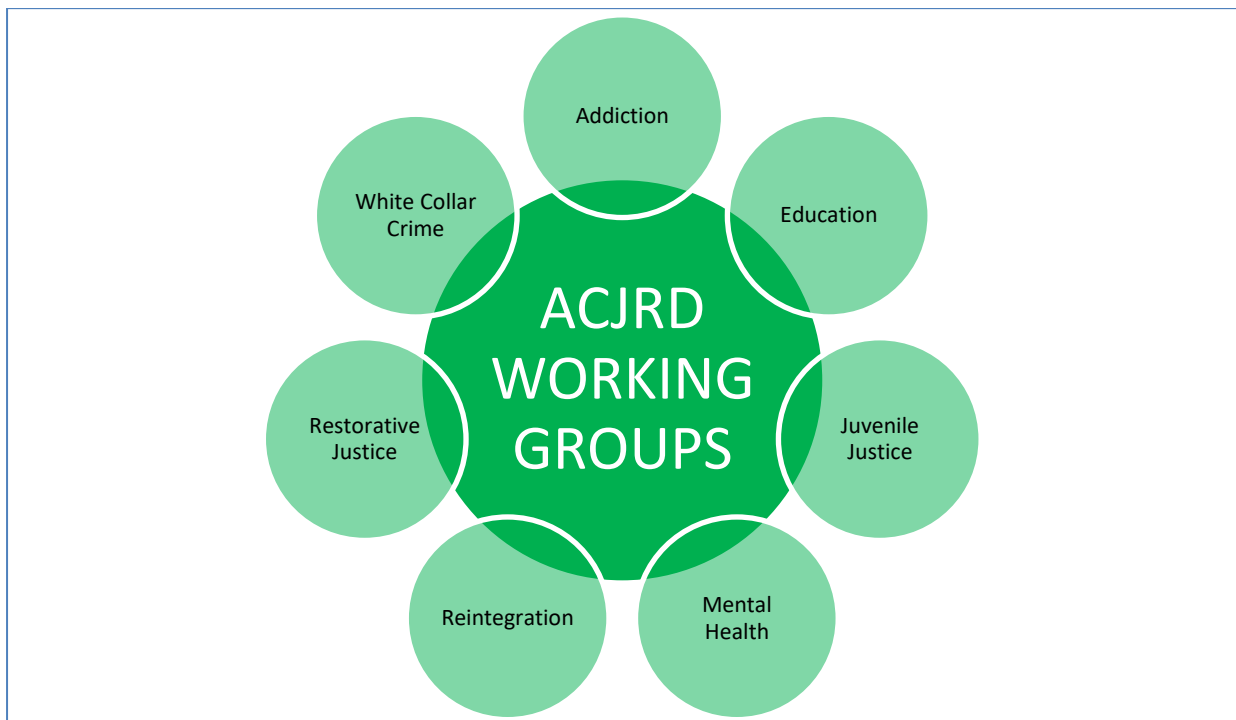 Addiction
White Collar
Crime
Education
ACJRD
WORKING
GROUPS
Restorative
Justice
Juvenile
Justice
Reintegration
Mental
Health